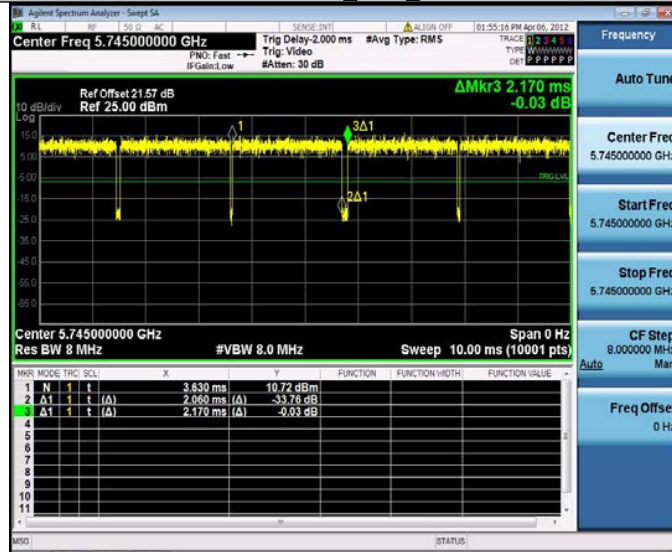 Agilent Spectrum Analyzer - Swept SA
RL RF 50 Ω AC SENSE:INT ALIGN OFF 01:55:16 PM Apr 06, 2012
Center Freq 5.745000000 GHz
PNO: Fast
IFGain:Low
Trig Delay-2.000 ms
Trig: Video
#Atten: 30 dB
#Avg Type: RMS
TRACE 1 2 3 4 5 6
TYPE WWWWWW
DET P P P P P P
Frequency
Auto Tune
Ref Offset 21.57 dB
10 dB/div Ref 25.00 dBm
ΔMkr3 2.170 ms
-0.03 dB
Log
15.0
5.00
-5.00
-15.0
-25.0
-35.0
-45.0
-55.0
-65.0
1
3Δ1
2Δ1
TRIG LVL
Center Freq
5.745000000 GHz
Start Freq
5.745000000 GHz
Stop Freq
5.745000000 GHz
CF Step
8.000000 MHz
Auto Man
Freq Offset
0 Hz
Center 5.745000000 GHz Span 0 Hz
Res BW 8 MHz #VBW 8.0 MHz Sweep 10.00 ms (10001 pts)
MKR MODE TRC SCL X Y FUNCTION FUNCTION WIDTH FUNCTION VALUE
1 N 1 t 3.630 ms 10.72 dBm
2 Δ1 1 t (Δ) 2.060 ms (Δ) -33.76 dB
3 Δ1 1 t (Δ) 2.170 ms (Δ) -0.03 dB
4
5
6
7
8
9
10
11
MSG STATUS